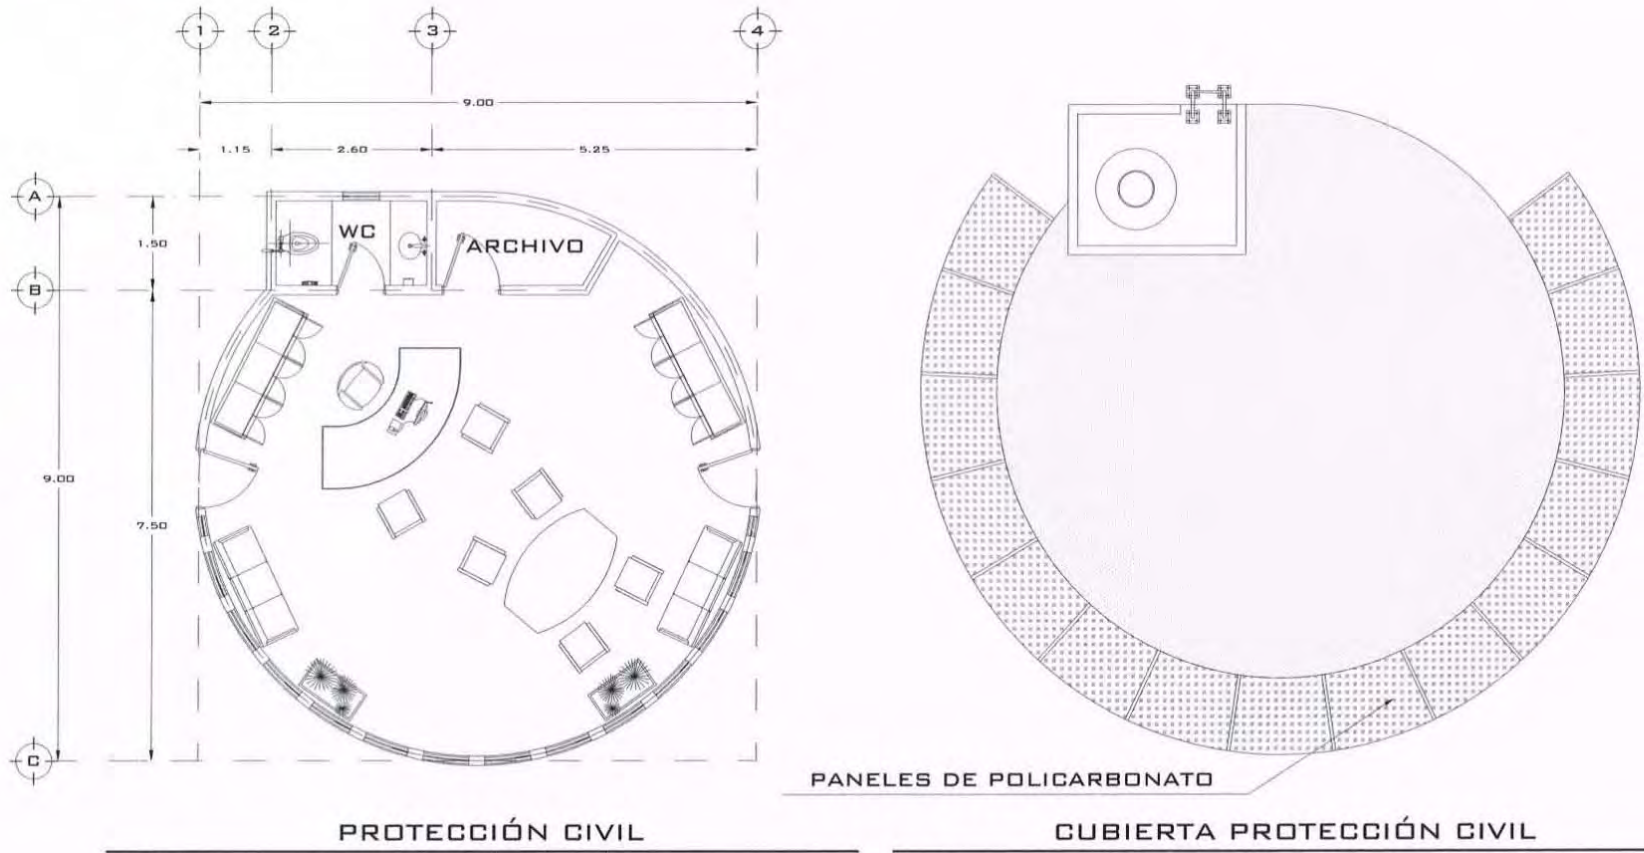 1 2 3 4
9.00
1.15 2.60 5.25
A
WC
1.50
ARCHIVO
B
9.00
7.50
C
PANELES DE POLICARBONATO
PROTECCIÓN CIVIL
CUBIERTA PROTECCIÓN CIVIL